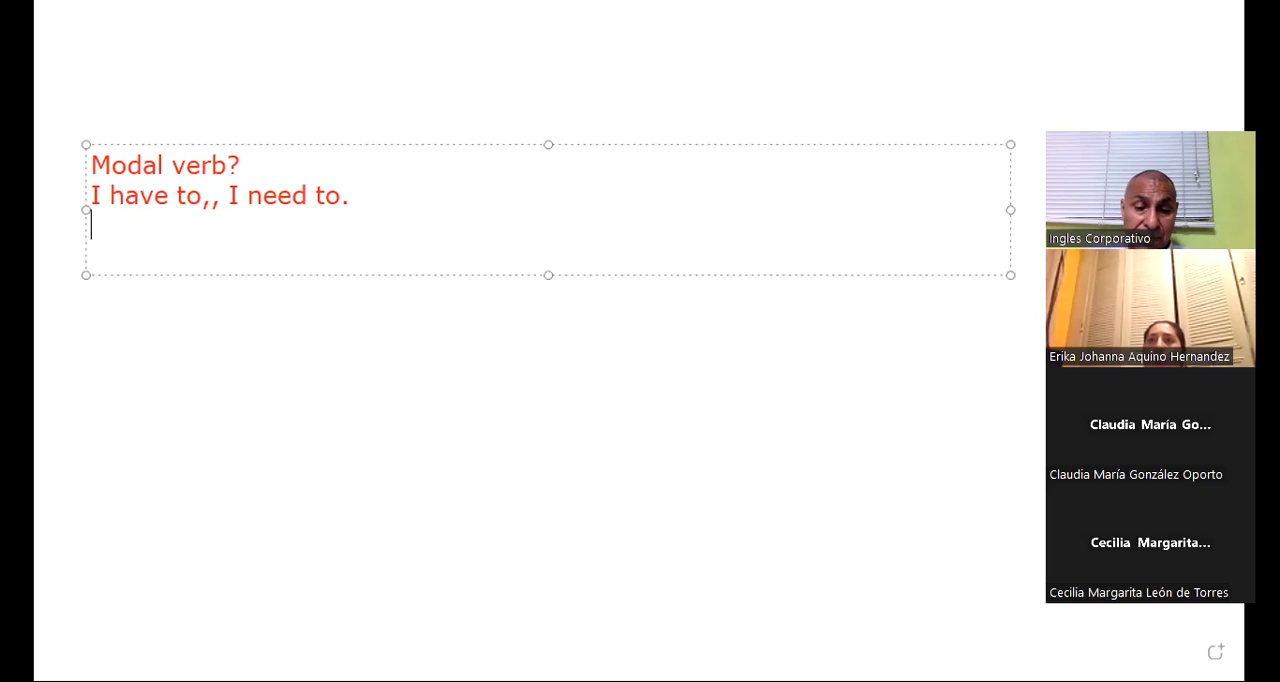 Modal verb?
I have to,, I need to.
Ingles Corporativo
Erika Johanna Aquino Hernandez
Claudia María Go...
Claudia María González Oporto
Cecilia Margarita...
Cecilia Margarita León de Torres